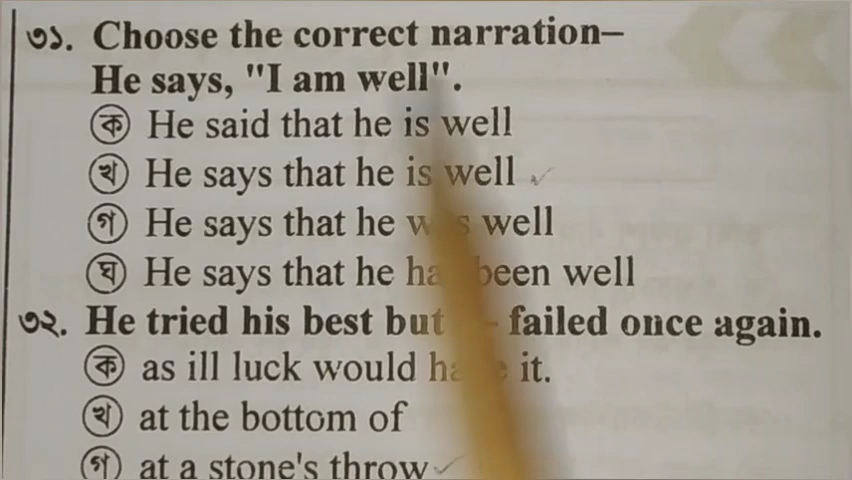 ৩১. Choose the correct narration–
He says, "I am well".
ক He said that he is well
খ He says that he is well
গ He says that he was well
ঘ He says that he been well
৩২. He tried his best but – failed once again.
ক as ill luck would have it.
খ at the bottom of
গ at a stone's throw